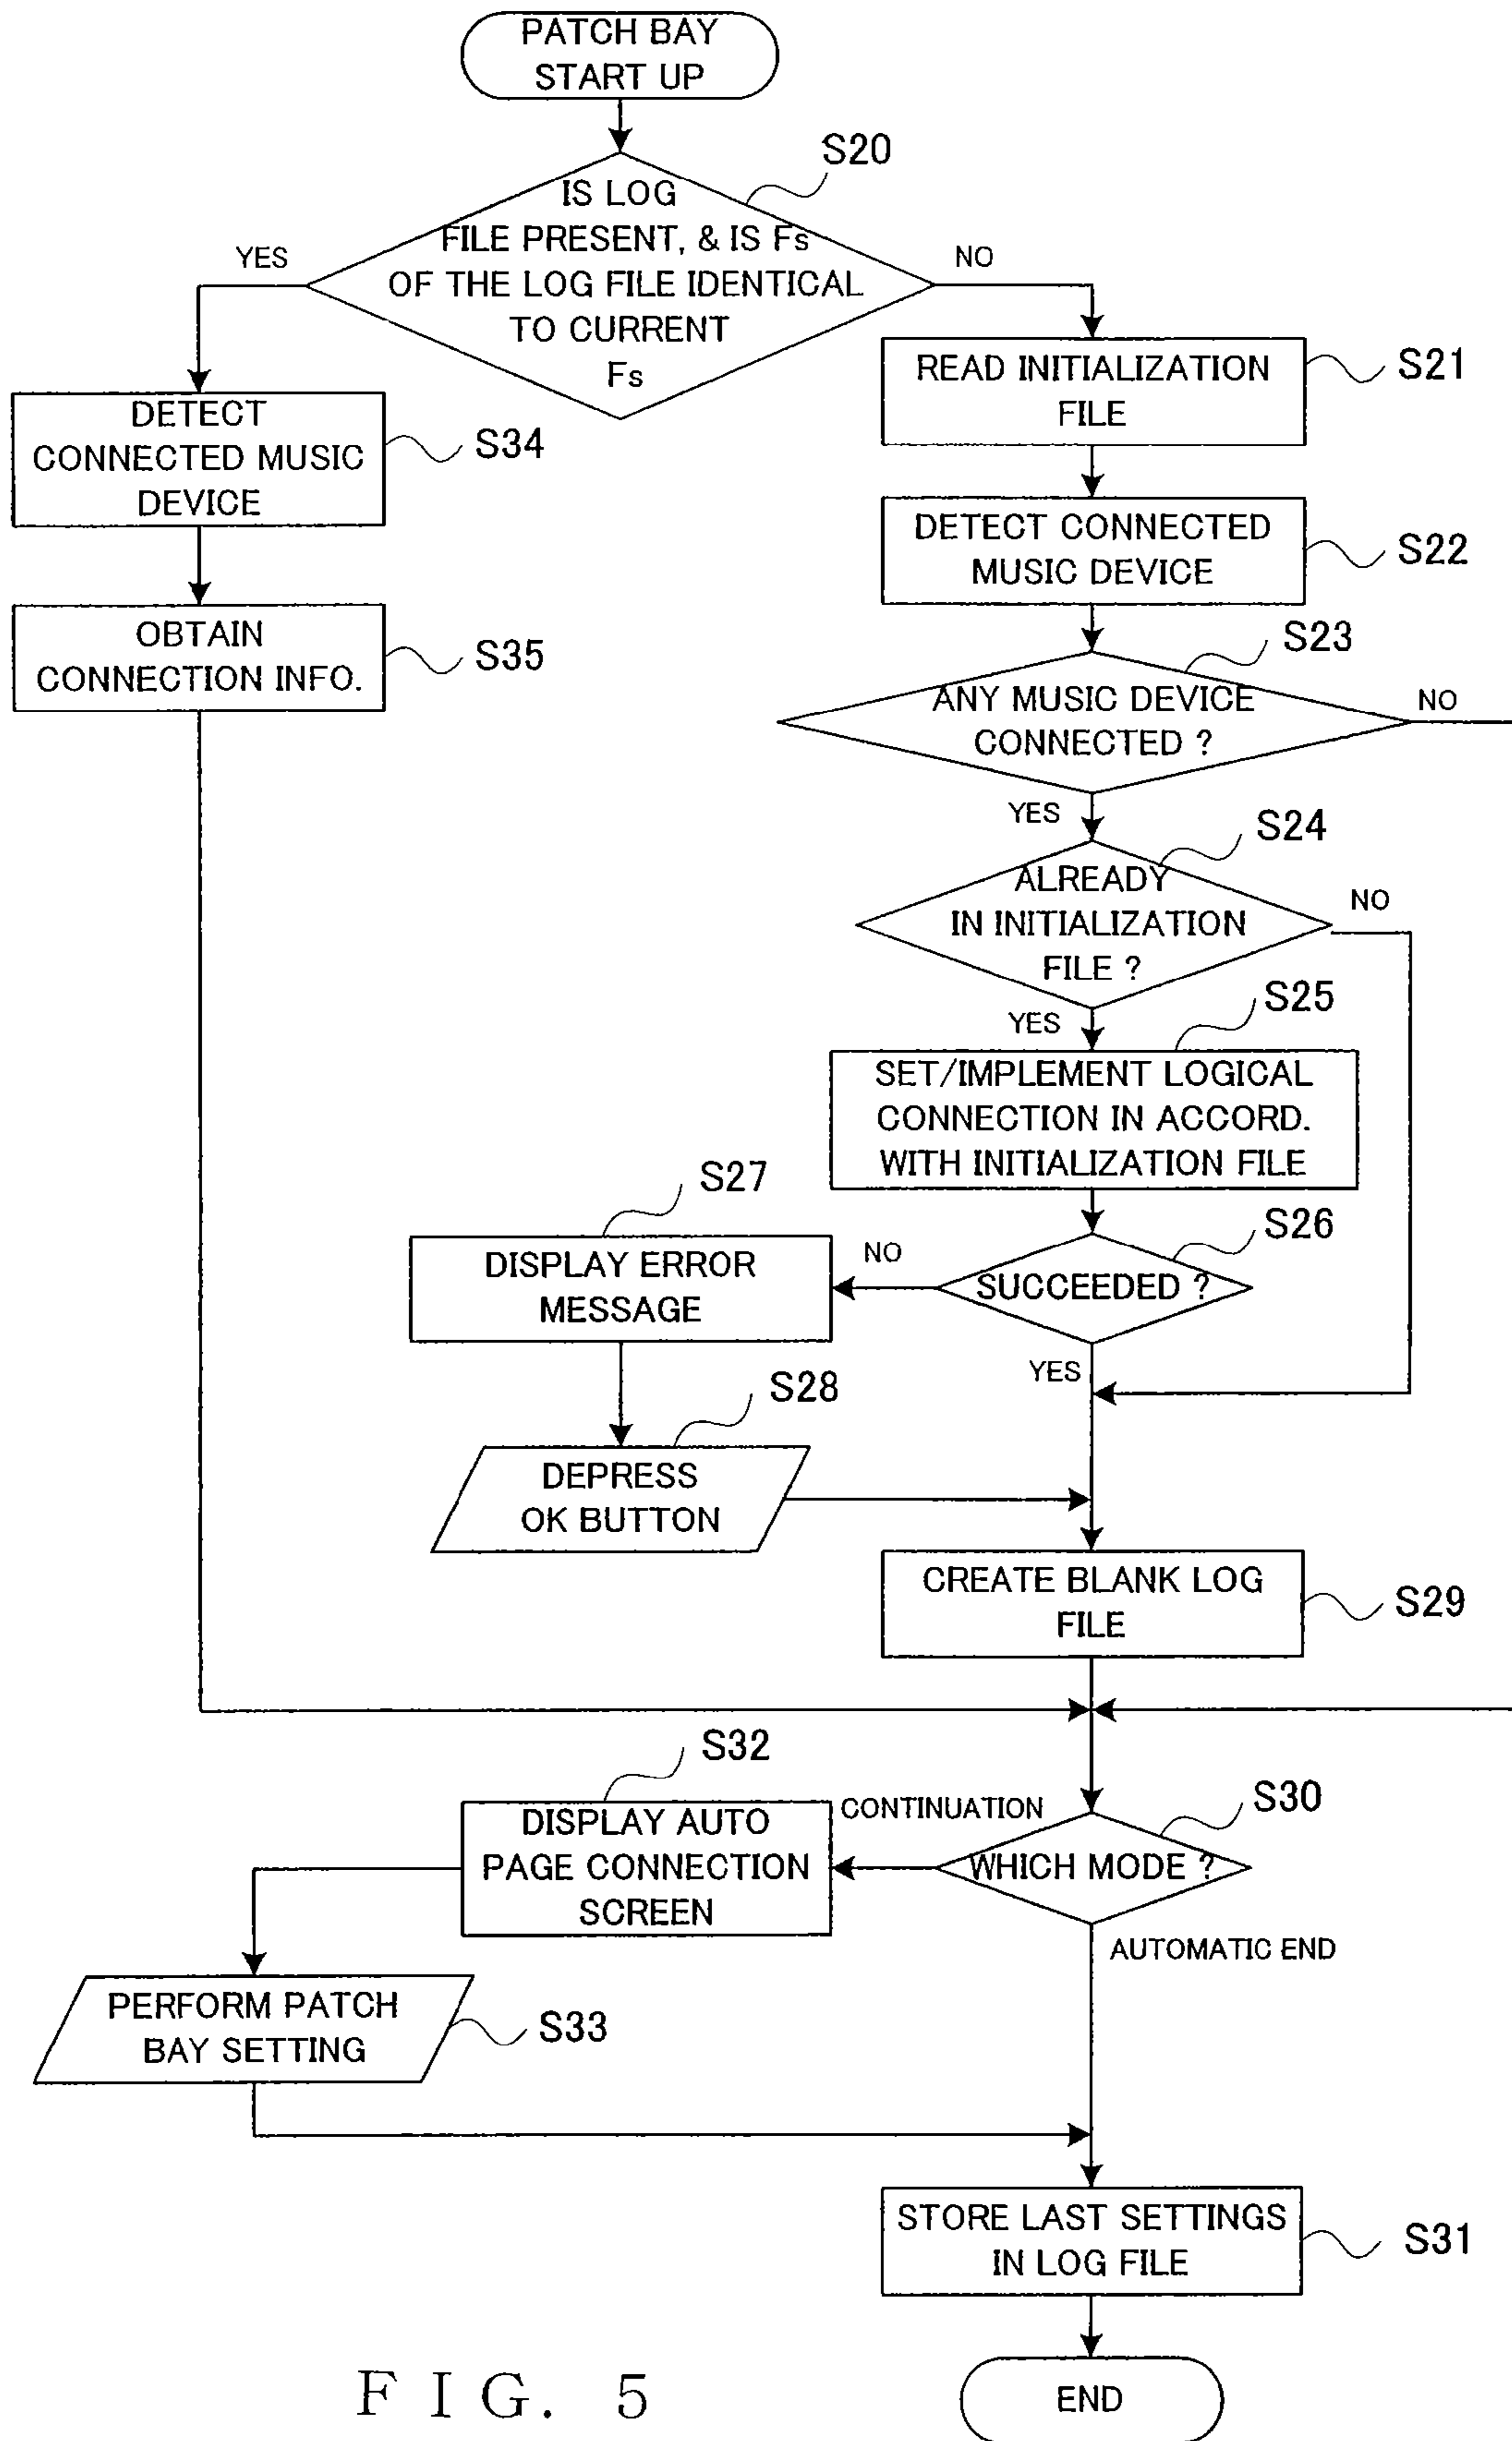 PATCH BAY
START UP
S20
IS LOG
FILE PRESENT, & IS Fs
OF THE LOG FILE IDENTICAL
TO CURRENT
Fs
YES
NO
READ INITIALIZATION
FILE
S21
DETECT
CONNECTED MUSIC
DEVICE
S34
DETECT CONNECTED
MUSIC DEVICE
S22
OBTAIN
CONNECTION INFO.
S35
S23
ANY MUSIC DEVICE
CONNECTED ?
NO
YES
S24
ALREADY
IN INITIALIZATION
FILE ?
NO
YES
S25
SET/IMPLEMENT LOGICAL
CONNECTION IN ACCORD.
WITH INITIALIZATION FILE
S27
DISPLAY ERROR
MESSAGE
NO
S26
SUCCEEDED ?
YES
S28
DEPRESS
OK BUTTON
CREATE BLANK LOG
FILE
S29
S32
DISPLAY AUTO
PAGE CONNECTION
SCREEN
CONTINUATION
S30
WHICH MODE ?
AUTOMATIC END
PERFORM PATCH
BAY SETTING
S33
STORE LAST SETTINGS
IN LOG FILE
S31
END
FIG. 5